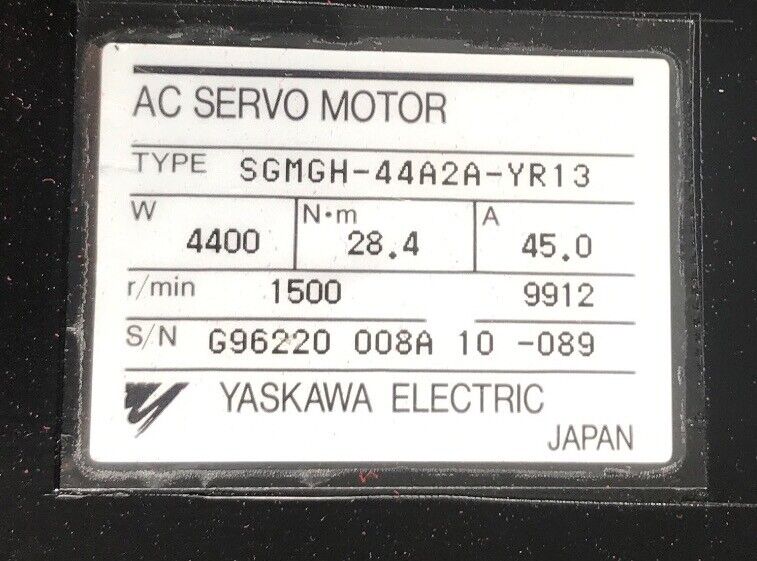 AC SERVO MOTOR
TYPE SGMGH-44A2A-YR13
W 4400 N·m 28.4 A 45.0
r/min 1500 9912
S/N G96220 008A 10 -089
YASKAWA ELECTRIC
JAPAN